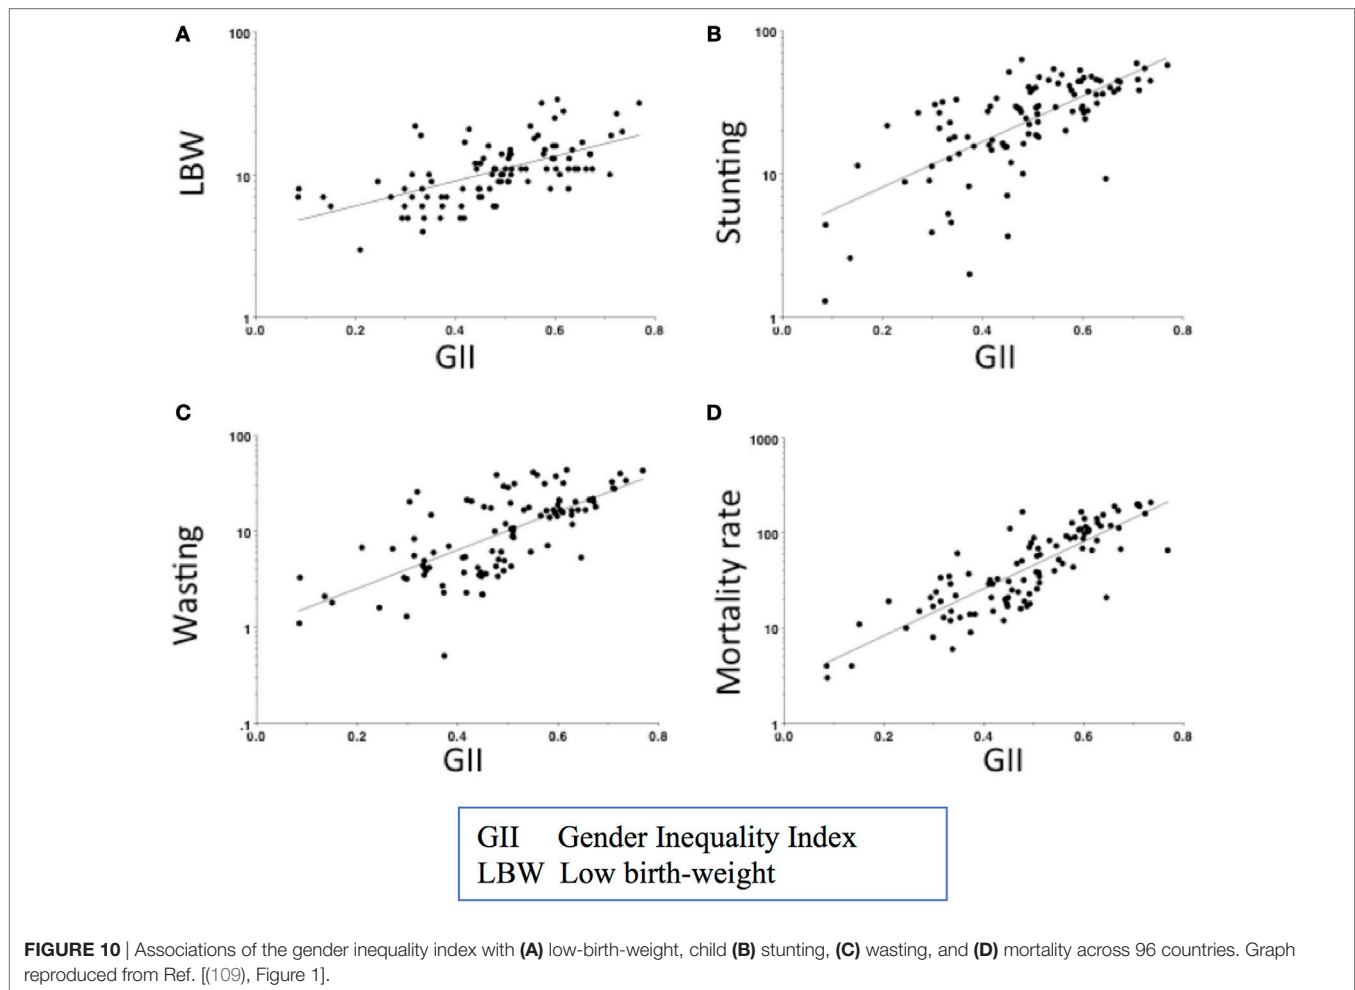 A
100
10
1
0.0 0.2 0.4 0.6 0.8
LBW
GII
B
100
10
1
0.0 0.2 0.4 0.6 0.8
Stunting
GII
C
100
10
1
.1
0.0 0.2 0.4 0.6 0.8
Wasting
GII
D
1000
100
10
1
0.0 0.2 0.4 0.6 0.8
Mortality rate
GII
GII Gender Inequality Index
LBW Low birth-weight
FIGURE 10 | Associations of the gender inequality index with (A) low-birth-weight, child (B) stunting, (C) wasting, and (D) mortality across 96 countries. Graph
reproduced from Ref. [(109), Figure 1].